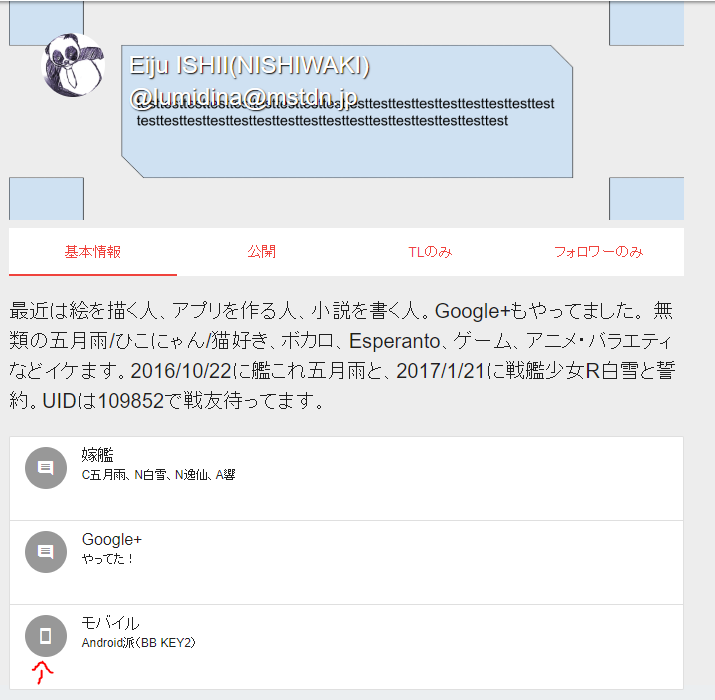 Eiju ISHII(NISHIWAKI)
@lumidina@mstdn.jp
testtesttesttesttesttesttesttesttesttesttesttesttesttesttesttesttest
基本情報
公開
TLのみ
フォロワーのみ
最近は絵を描く人、アプリを作る人、小説を書く人。Google+もやってました。 無
類の五月雨/ひこにゃん/猫好き、ボカロ、Esperanto、ゲーム、アニメ・バラエティ
などイケます。2016/10/22に艦これ五月雨と、2017/1/21に戦艦少女R白雪と誓
約。UIDは109852で戦友待ってます。
嫁艦
C五月雨、N白雪、N逸仙、A響
Google+
やってた！
モバイル
Android派（BB KEY2）